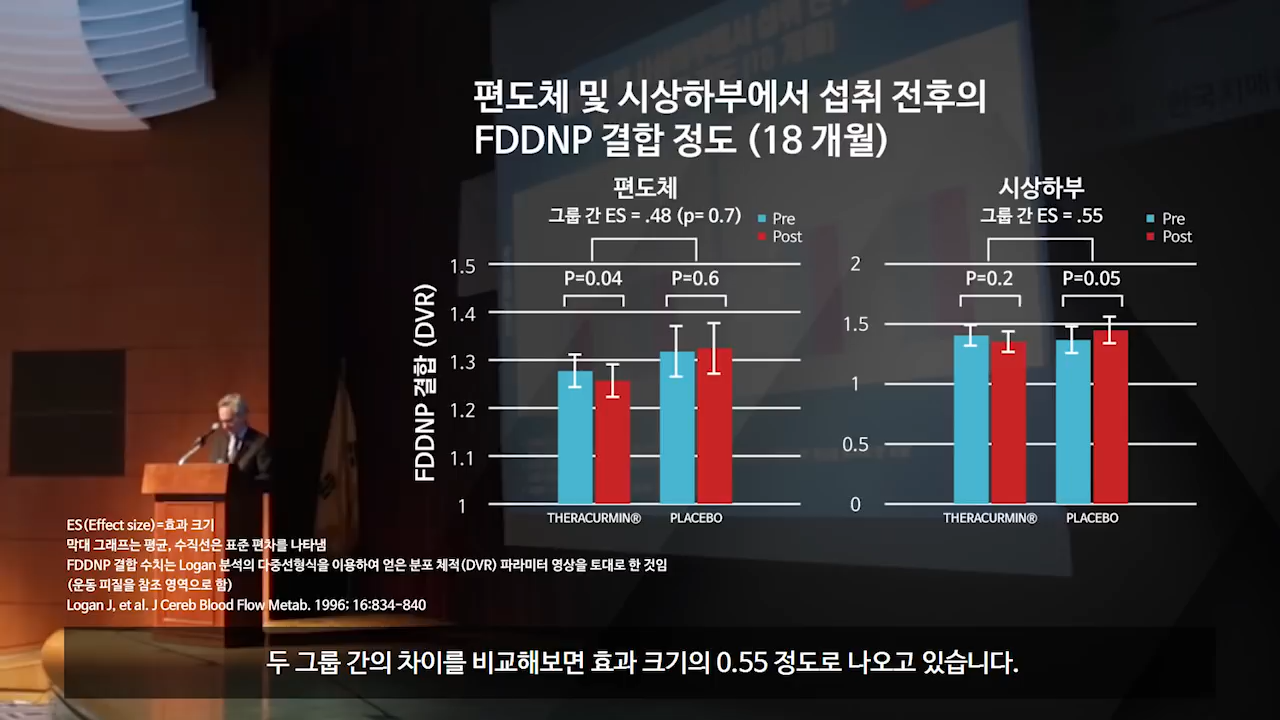 편도체 및 시상하부에서 섭취 전후의
FDDNP 결합 정도 (18 개월)
편도체
그룹 간 ES = .48 (p= 0.7)
Pre
Post
FDDNP 결합 (DVR)
1.5
1.4
1.3
1.2
1.1
1
P=0.04
P=0.6
THERACURMIN®
PLACEBO
시상하부
그룹 간 ES = .55
Pre
Post
2
1.5
1
0.5
0
P=0.2
P=0.05
THERACURMIN®
PLACEBO
ES(Effect size)=효과 크기
막대 그래프는 평균, 수직선은 표준 편차를 나타냄
FDDNP 결합 수치는 Logan 분석의 다중선형식을 이용하여 얻은 분포 체적(DVR) 파라미터 영상을 토대로 한 것임
(운동 피질을 참조 영역으로 함)
Logan J, et al. J Cereb Blood Flow Metab. 1996; 16:834-840
두 그룹 간의 차이를 비교해보면 효과 크기의 0.55 정도로 나오고 있습니다.